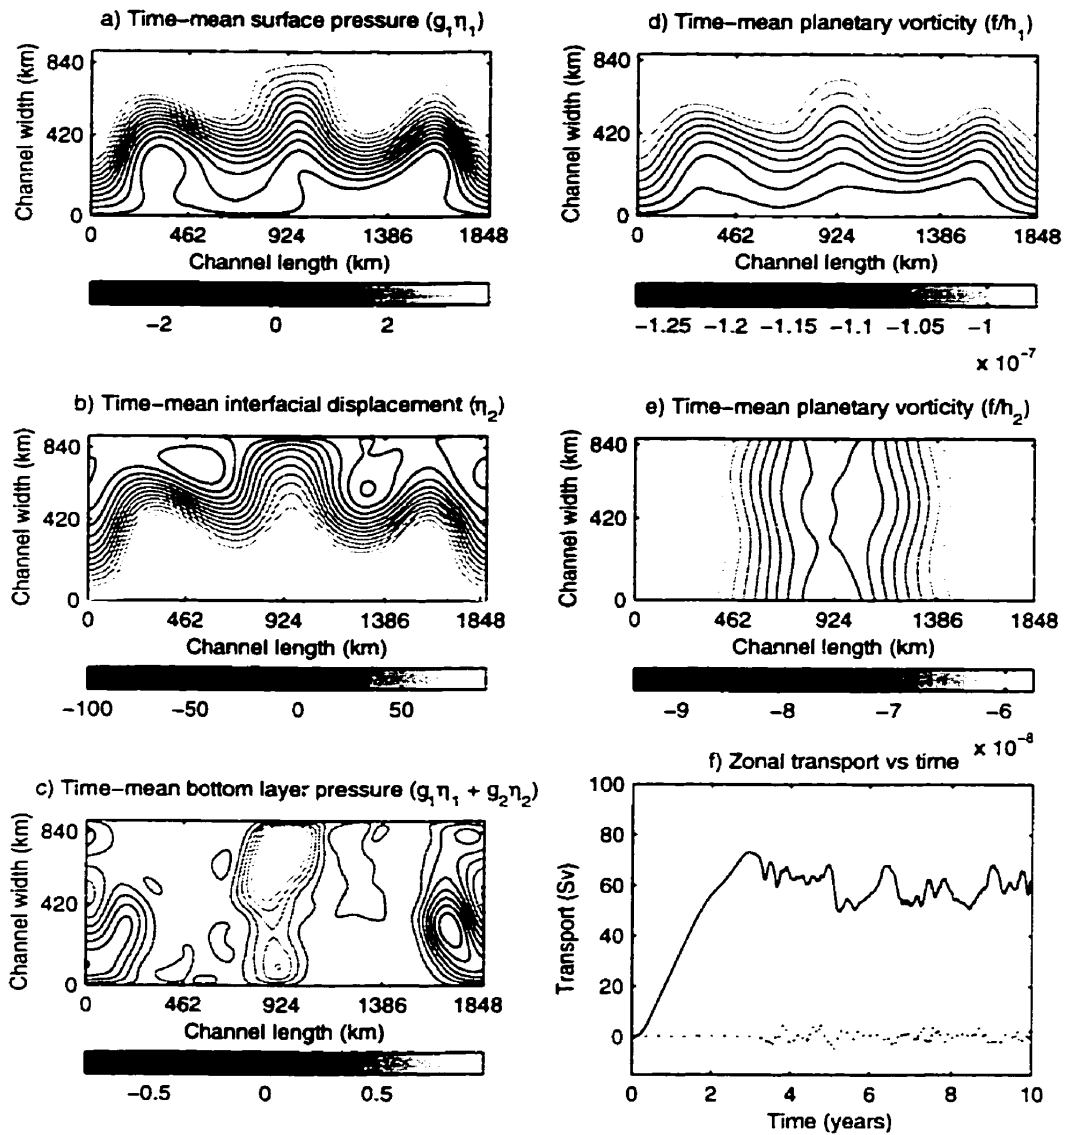 a) Time-mean surface pressure (g₁η₁)
Channel width (km)
840
420
0
0 462 924 1386 1848
Channel length (km)
-2 0 2
d) Time-mean planetary vorticity (f/h₁)
Channel width (km)
840
420
0
0 462 924 1386 1848
Channel length (km)
-1.25 -1.2 -1.15 -1.1 -1.05 -1
x 10⁻⁷
b) Time-mean interfacial displacement (η₂)
Channel width (km)
840
420
0
0 462 924 1386 1848
Channel length (km)
-100 -50 0 50
e) Time-mean planetary vorticity (f/h₂)
Channel width (km)
840
420
0
0 462 924 1386 1848
Channel length (km)
-9 -8 -7 -6
x 10⁻⁸
c) Time-mean bottom layer pressure (g₁η₁ + g₂η₂)
Channel width (km)
840
420
0
0 462 924 1386 1848
Channel length (km)
-0.5 0 0.5
f) Zonal transport vs time
Transport (Sv)
100
80
60
40
20
0
0 2 4 6 8 10
Time (years)